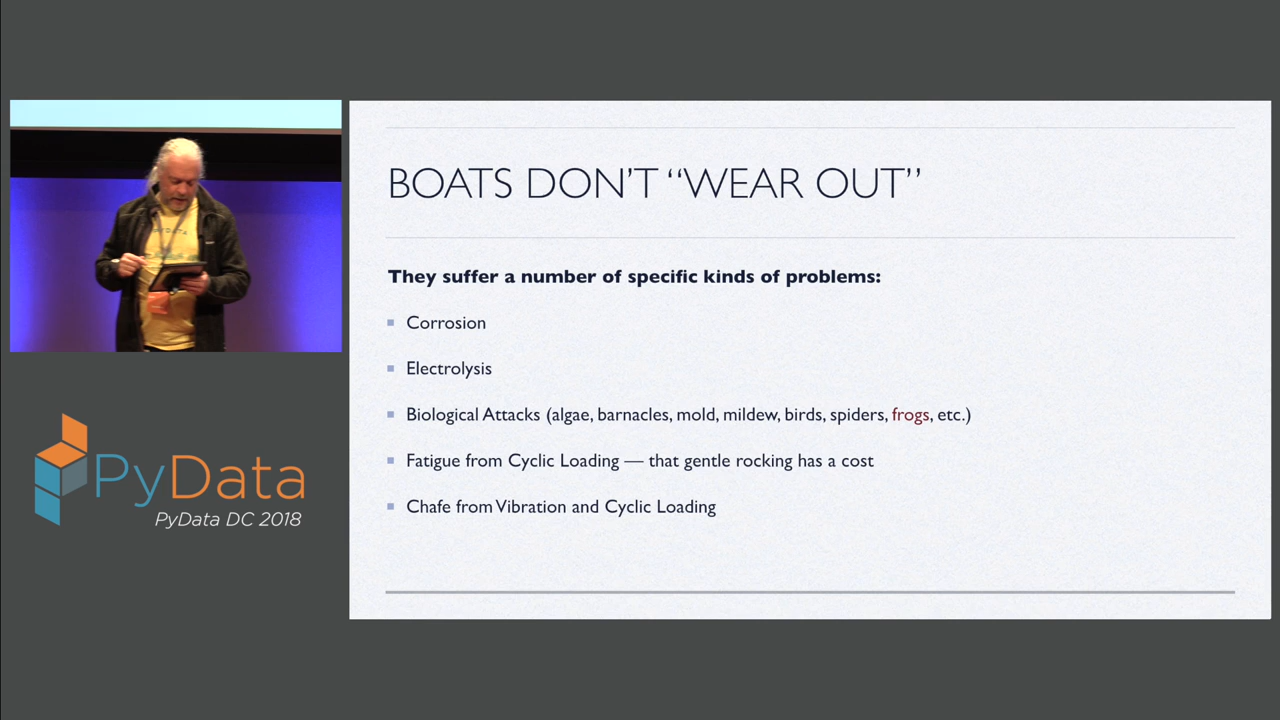 BOATS DON'T “WEAR OUT”
They suffer a number of specific kinds of problems:
Corrosion
Electrolysis
Biological Attacks (algae, barnacles, mold, mildew, birds, spiders, frogs, etc.)
Fatigue from Cyclic Loading — that gentle rocking has a cost
Chafe from Vibration and Cyclic Loading
PYDATA
PyData
PyData DC 2018